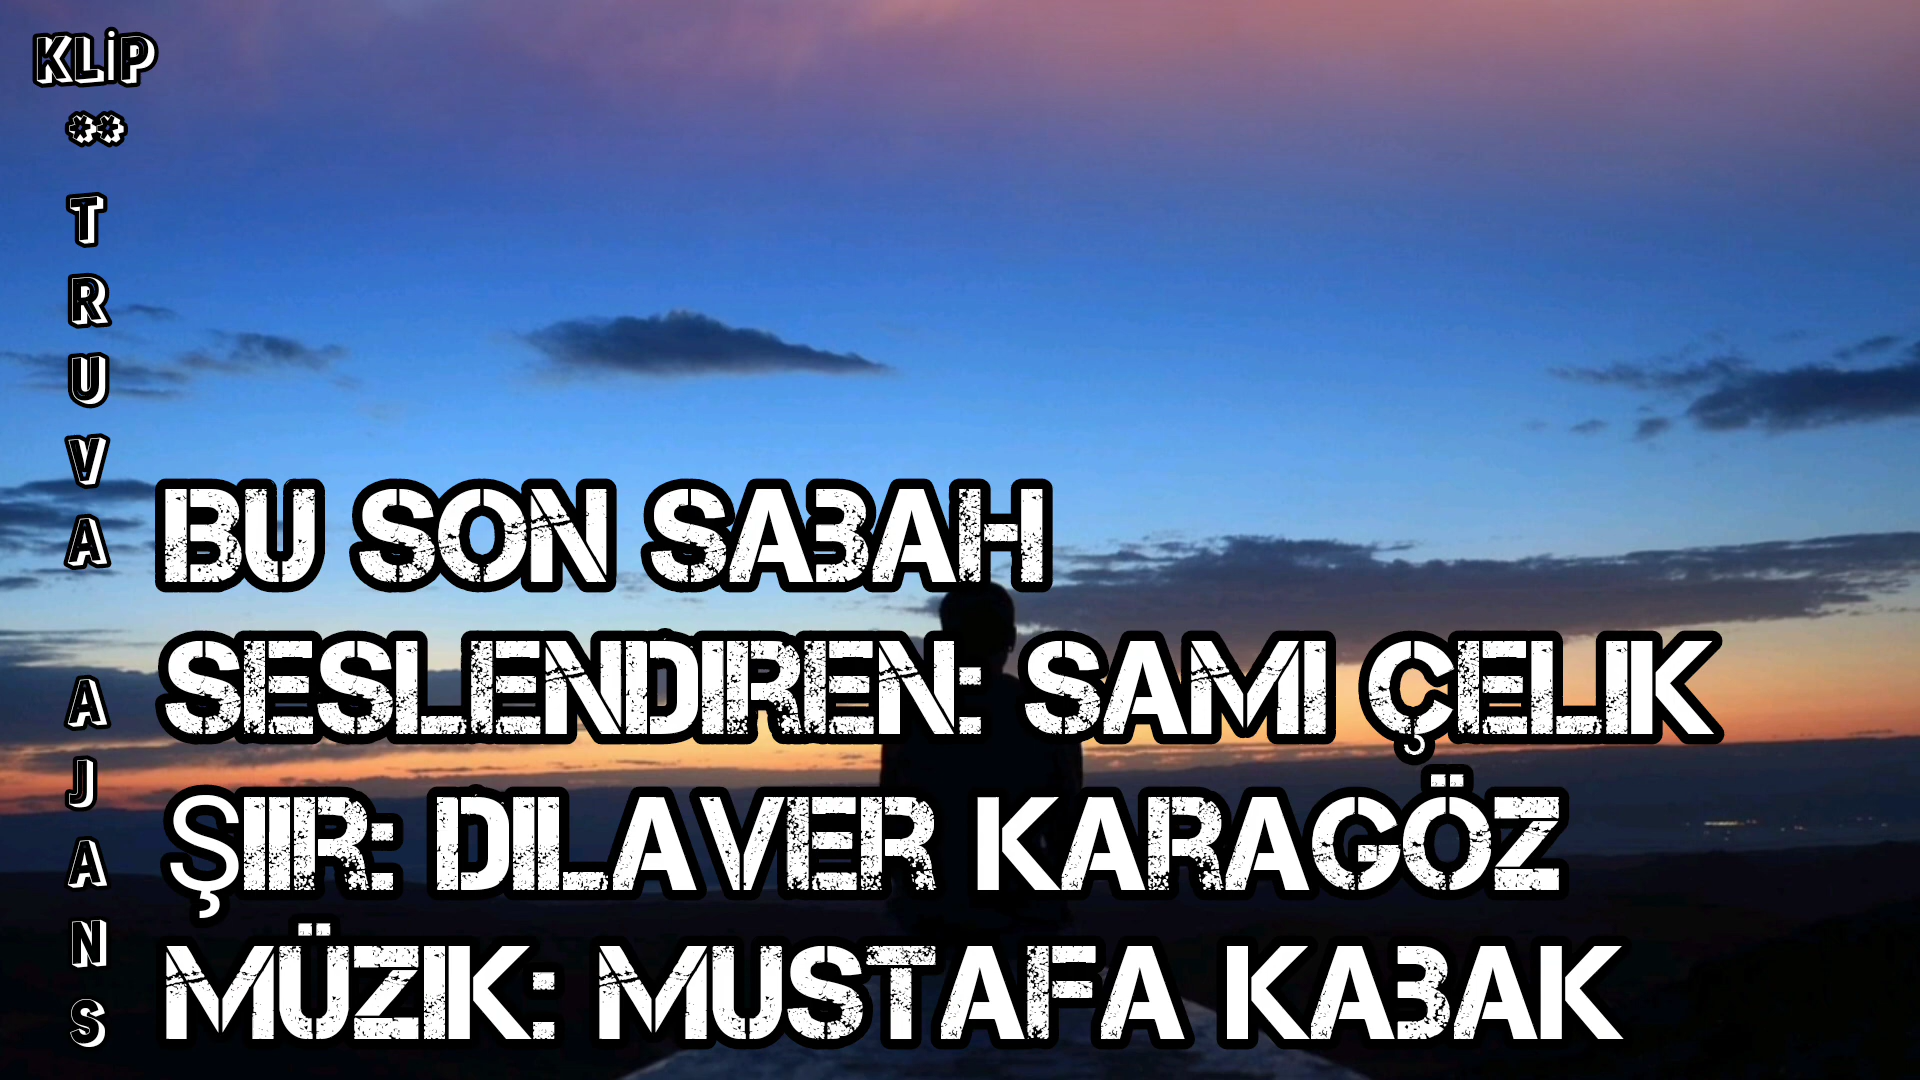 KLİP
**
TRUVA
AJANS
BU SON SABAH
SESLENDIREN: SAMI ÇELIK
ŞIIR: DILAVER KARAGÖZ
MÜZIK: MUSTAFA KABAK